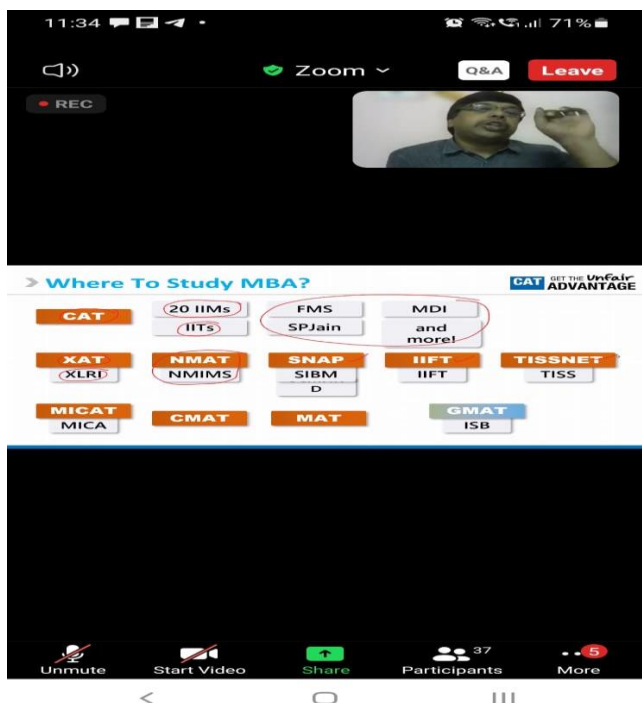 11:34 71%
Zoom Q&A Leave
REC
Where To Study MBA?
CAT GET THE Unfair ADVANTAGE
CAT 20 IIMs FMS MDI
IITs SPJain and more!
XAT NMAT SNAP IIFT TISSNET
XLRI NMIMS SIBM IIFT TISS
D
MICAT CMAT MAT GMAT
MICA ISB
37 5
Unmute Start Video Share Participants More